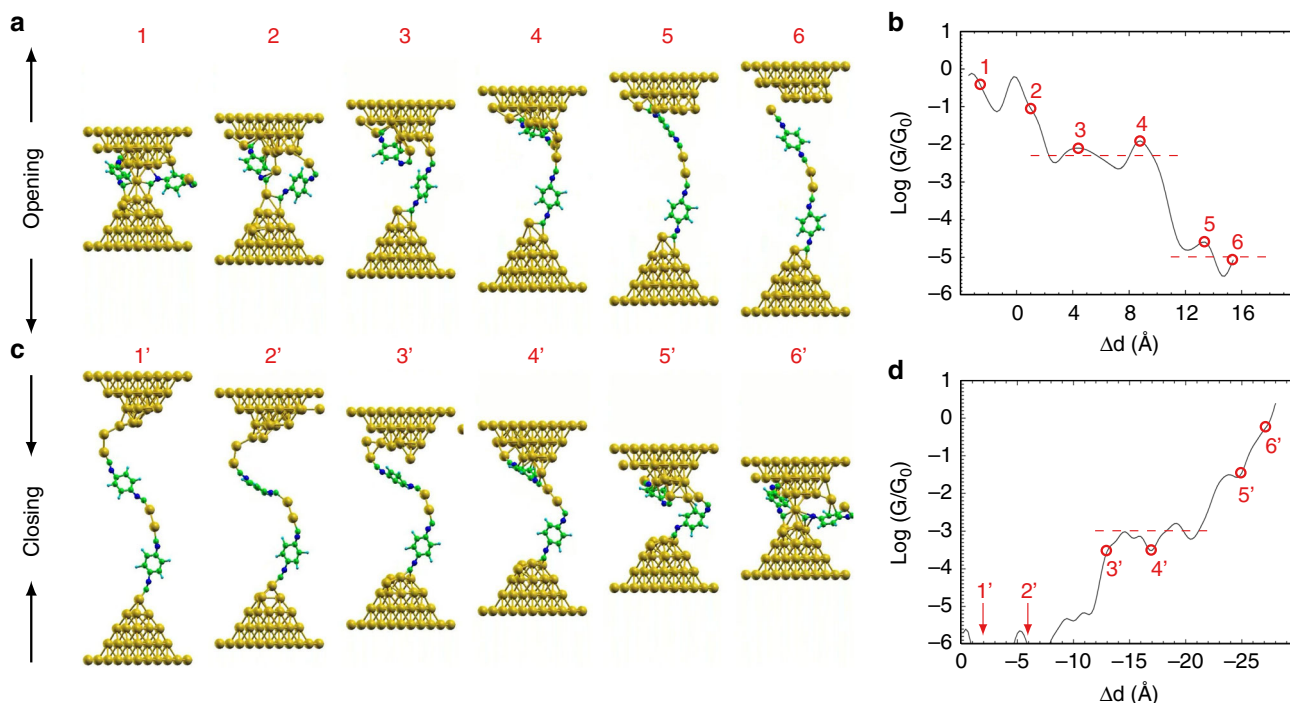 a
1 2 3 4 5 6
Opening
b
1
0
−1
−2
−3
−4
−5
−6
Log (G/G0)
1
2
3
4
5
6
0 4 8 12 16
Δd (Å)
c
1’ 2’ 3’ 4’ 5’ 6’
Closing
d
1
0
−1
−2
−3
−4
−5
−6
Log (G/G0)
1’
2’
3’
4’
5’
6’
0 −5 −10 −15 −20 −25
Δd (Å)